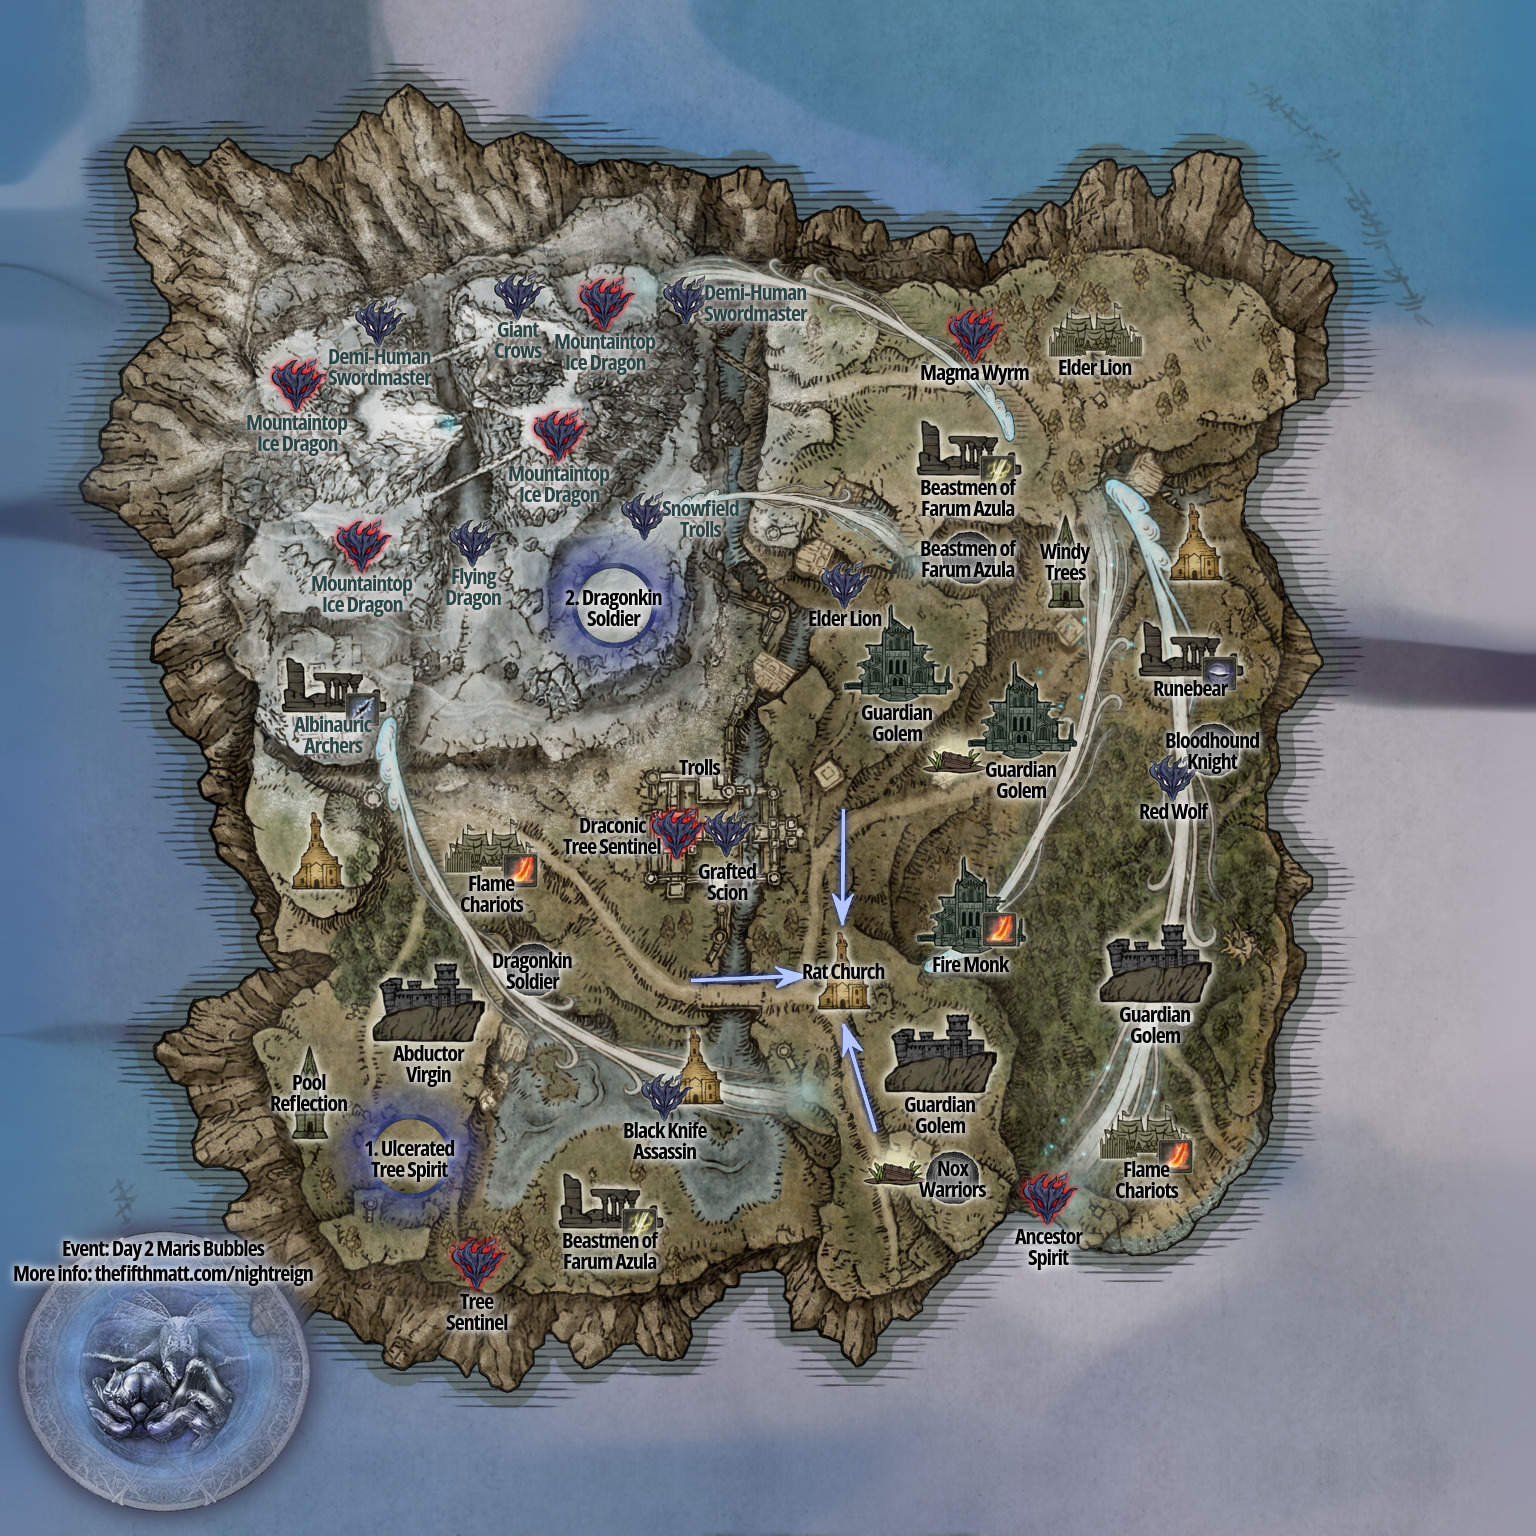 Giant
Crows
Demi-Human
Swordmaster
Mountaintop
Ice Dragon
Demi-Human
Swordmaster
Magma Wyrm
Elder Lion
Mountaintop
Ice Dragon
Mountaintop
Ice Dragon
Beastmen of
Farum Azula
Snowfield
Trolls
Beastmen of
Farum Azula
Windy
Trees
Mountaintop
Ice Dragon
Flying
Dragon
2. Dragonkin
Soldier
Elder Lion
Runebear
Albinauric
Archers
Guardian
Golem
Bloodhound
Knight
Trolls
Guardian
Golem
Red Wolf
Draconic
Tree Sentinel
Grafted
Scion
Flame
Chariots
Dragonkin
Soldier
Rat Church
Fire Monk
Guardian
Golem
Abductor
Virgin
Pool
Reflection
Guardian
Golem
Black Knife
Assassin
1. Ulcerated
Tree Spirit
Nox
Warriors
Flame
Chariots
Beastmen of
Farum Azula
Ancestor
Spirit
Event: Day 2 Maris Bubbles
More info: thefifthmatt.com/nightreign
Tree
Sentinel